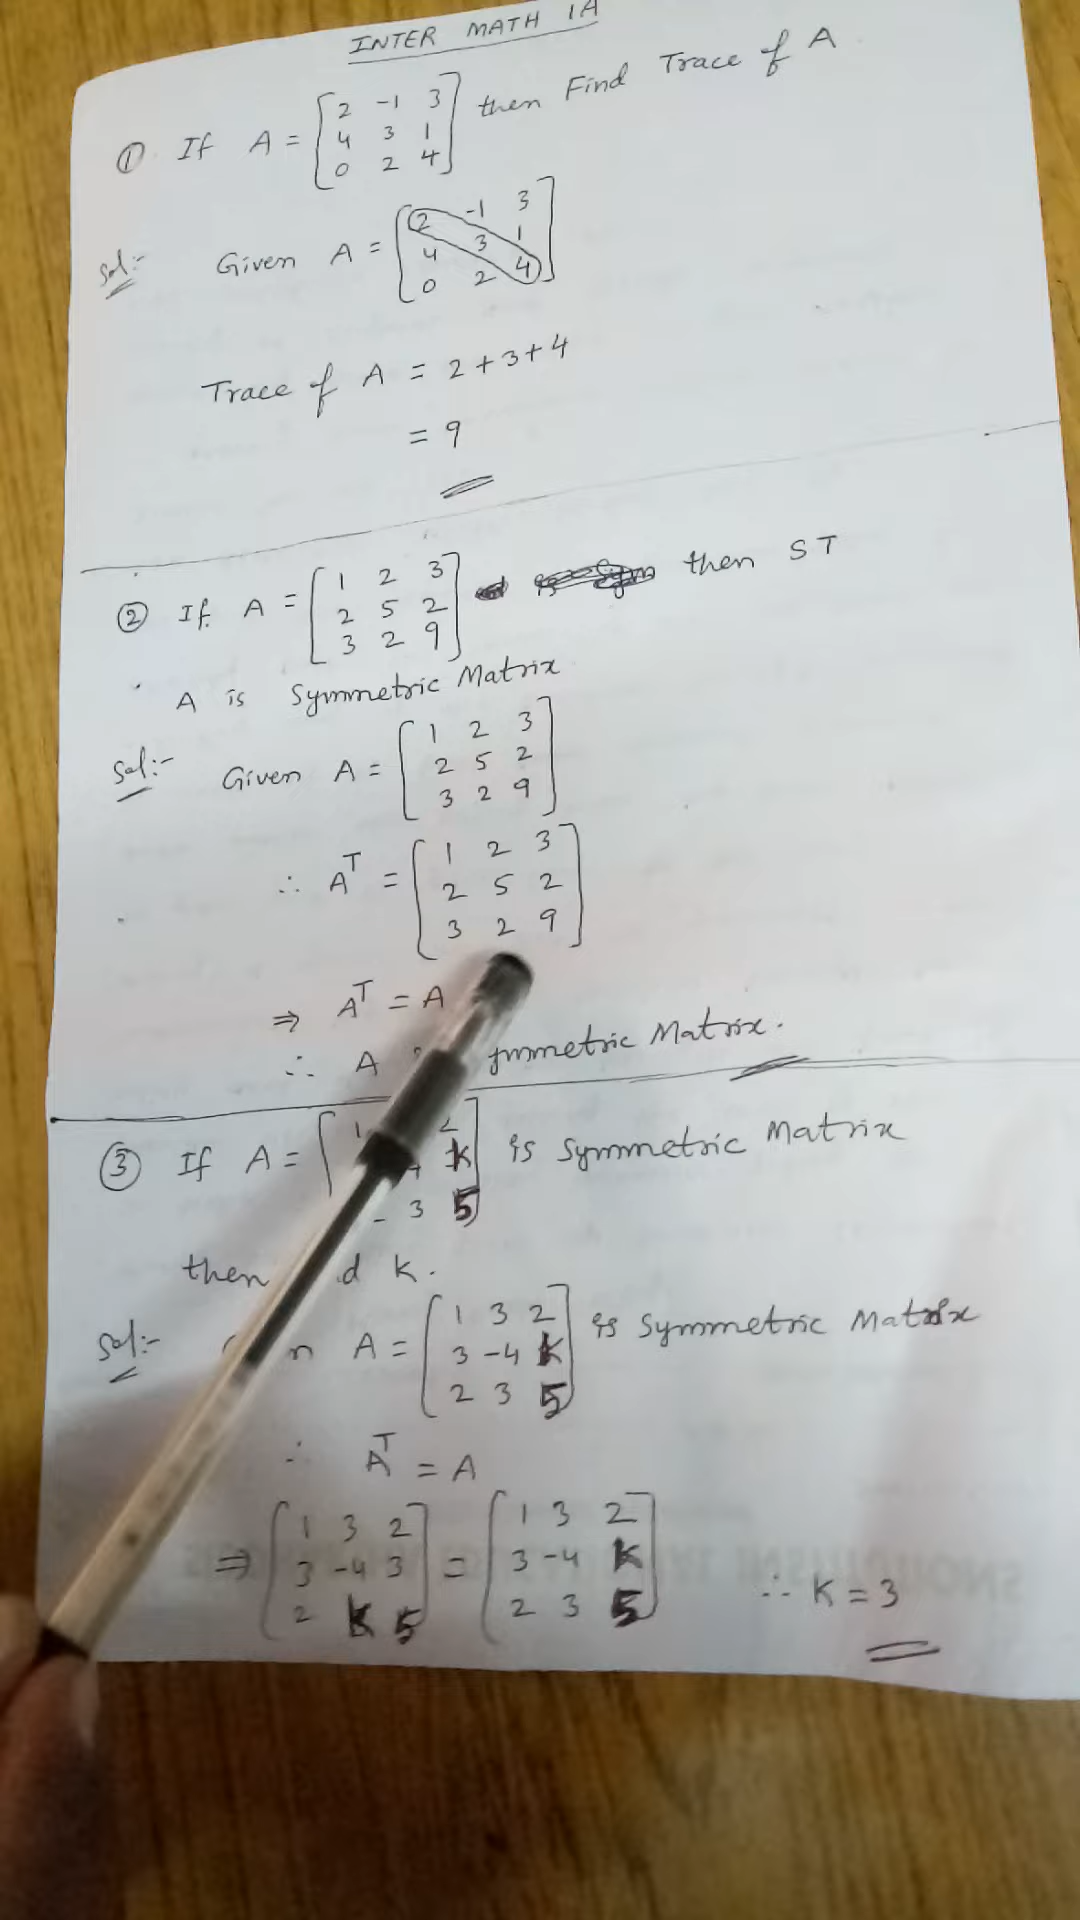 INTER MATH 1A
① If A = [2 -1 3
4 3 1
0 2 4] then Find Trace of A
Sol:- Given A = [2 -1 3
4 3 1
0 2 4]
Trace of A = 2+3+4
= 9
② If A = [1 2 3
2 5 2
3 2 9] then ST
A is Symmetric Matrix
Sol:- Given A = [1 2 3
2 5 2
3 2 9]
∴ A^T = [1 2 3
2 5 2
3 2 9]
⇒ A^T = A
∴ A Matrix.
③ If A = [1 2
K
3 5] is Symmetric Matrix
then K.
Sol:- A = [1 3 2
3 -4 K
2 3 5] is Symmetric Matrix
∴ A^T = A
⇒ [1 3 2
3 -4 3
2 K 5] = [1 3 2
3 -4 K
2 3 5] ∴ K = 3